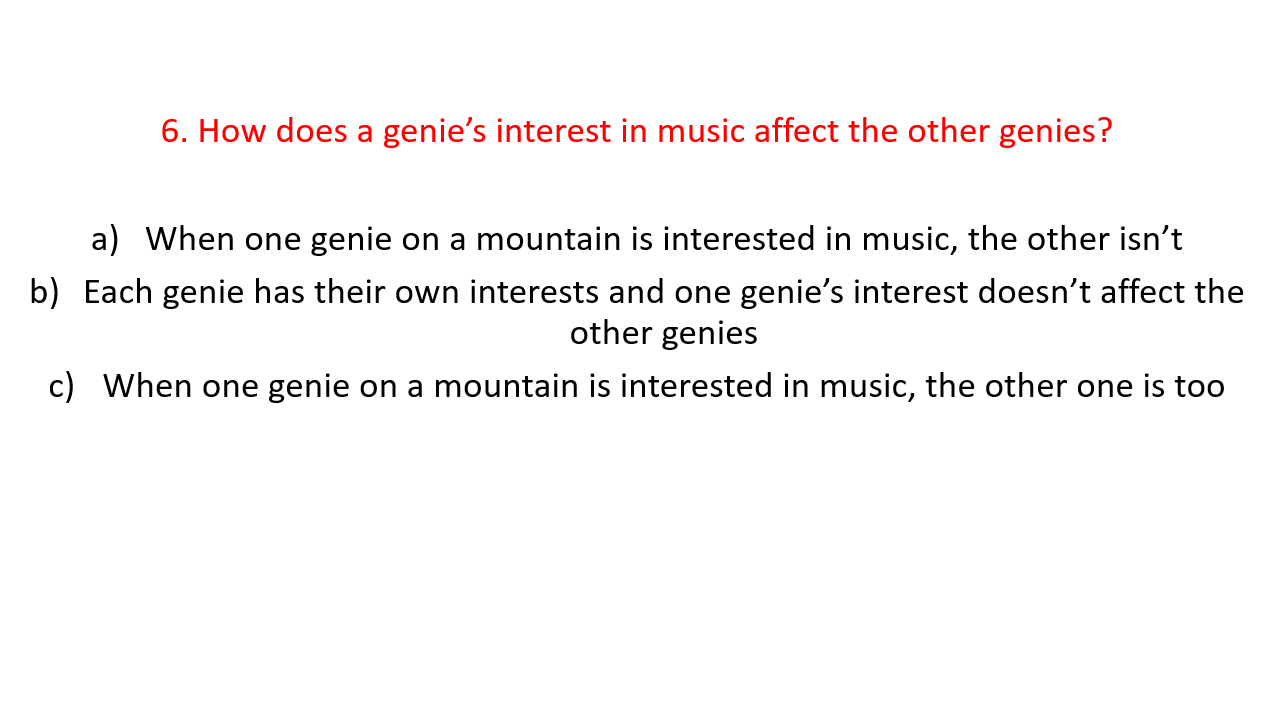 6. How does a genie’s interest in music affect the other genies?
a) When one genie on a mountain is interested in music, the other isn’t
b) Each genie has their own interests and one genie’s interest doesn’t affect the
other genies
c) When one genie on a mountain is interested in music, the other one is too